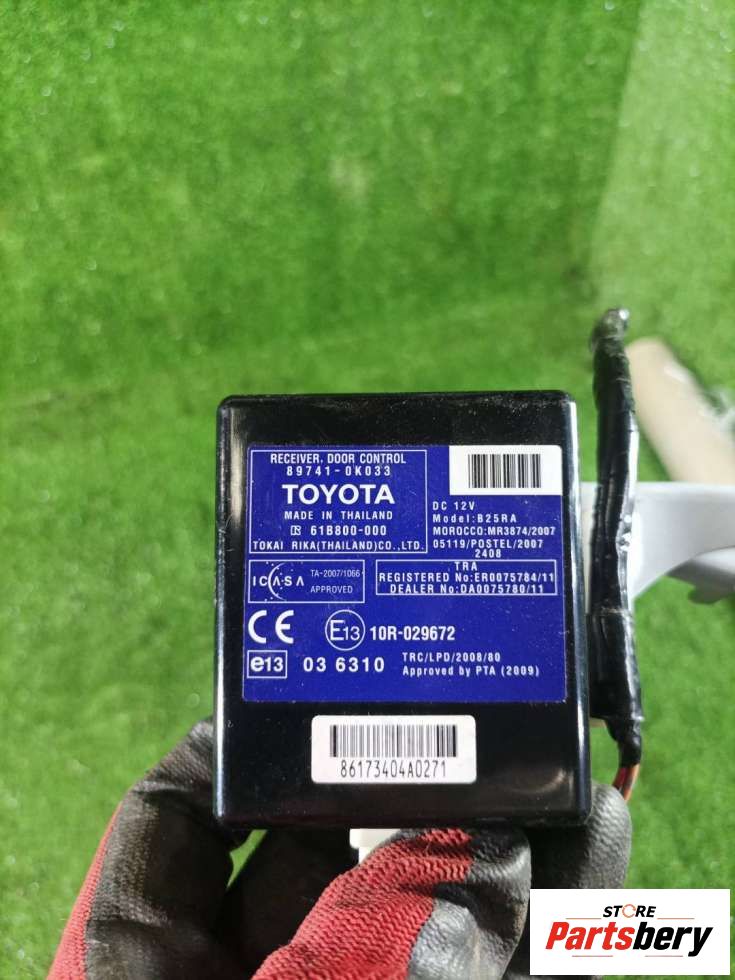 RECEIVER, DOOR CONTROL
89741-0K033
TOYOTA
MADE IN THAILAND
61B800-000
TOKAI RIKA(THAILAND)CO.,LTD.
DC 12V
Model:B25RA
MOROCCO:MR3874/2007
05119/POSTEL/2007
2408
ICASA
TA-2007/1066
APPROVED
TRA
REGISTERED No:ER0075784/11
DEALER No:DA0075780/11
CE E13 10R-029672
e13 03 6310
TRC/LPD/2008/80
Approved by PTA (2009)
86173404A0271
STORE
Partsbery